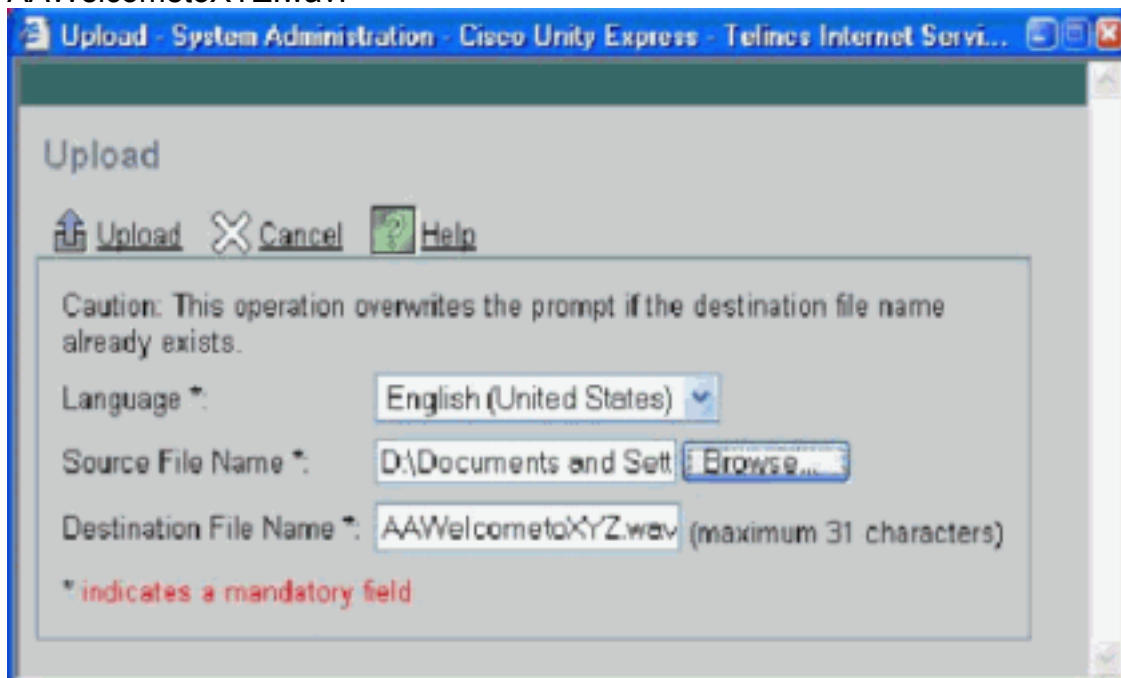 AAWelcometoXYZ.wav.
Upload - System Administration - Cisco Unity Express - Telincs Internet Servi...
Upload
Upload Cancel Help
Caution: This operation overwrites the prompt if the destination file name
already exists.
Language *:
English (United States)
Source File Name *:
D:\Documents and Sett Browse...
Destination File Name *:
AAWelcometoXYZ.wav (maximum 31 characters)
* indicates a mandatory field